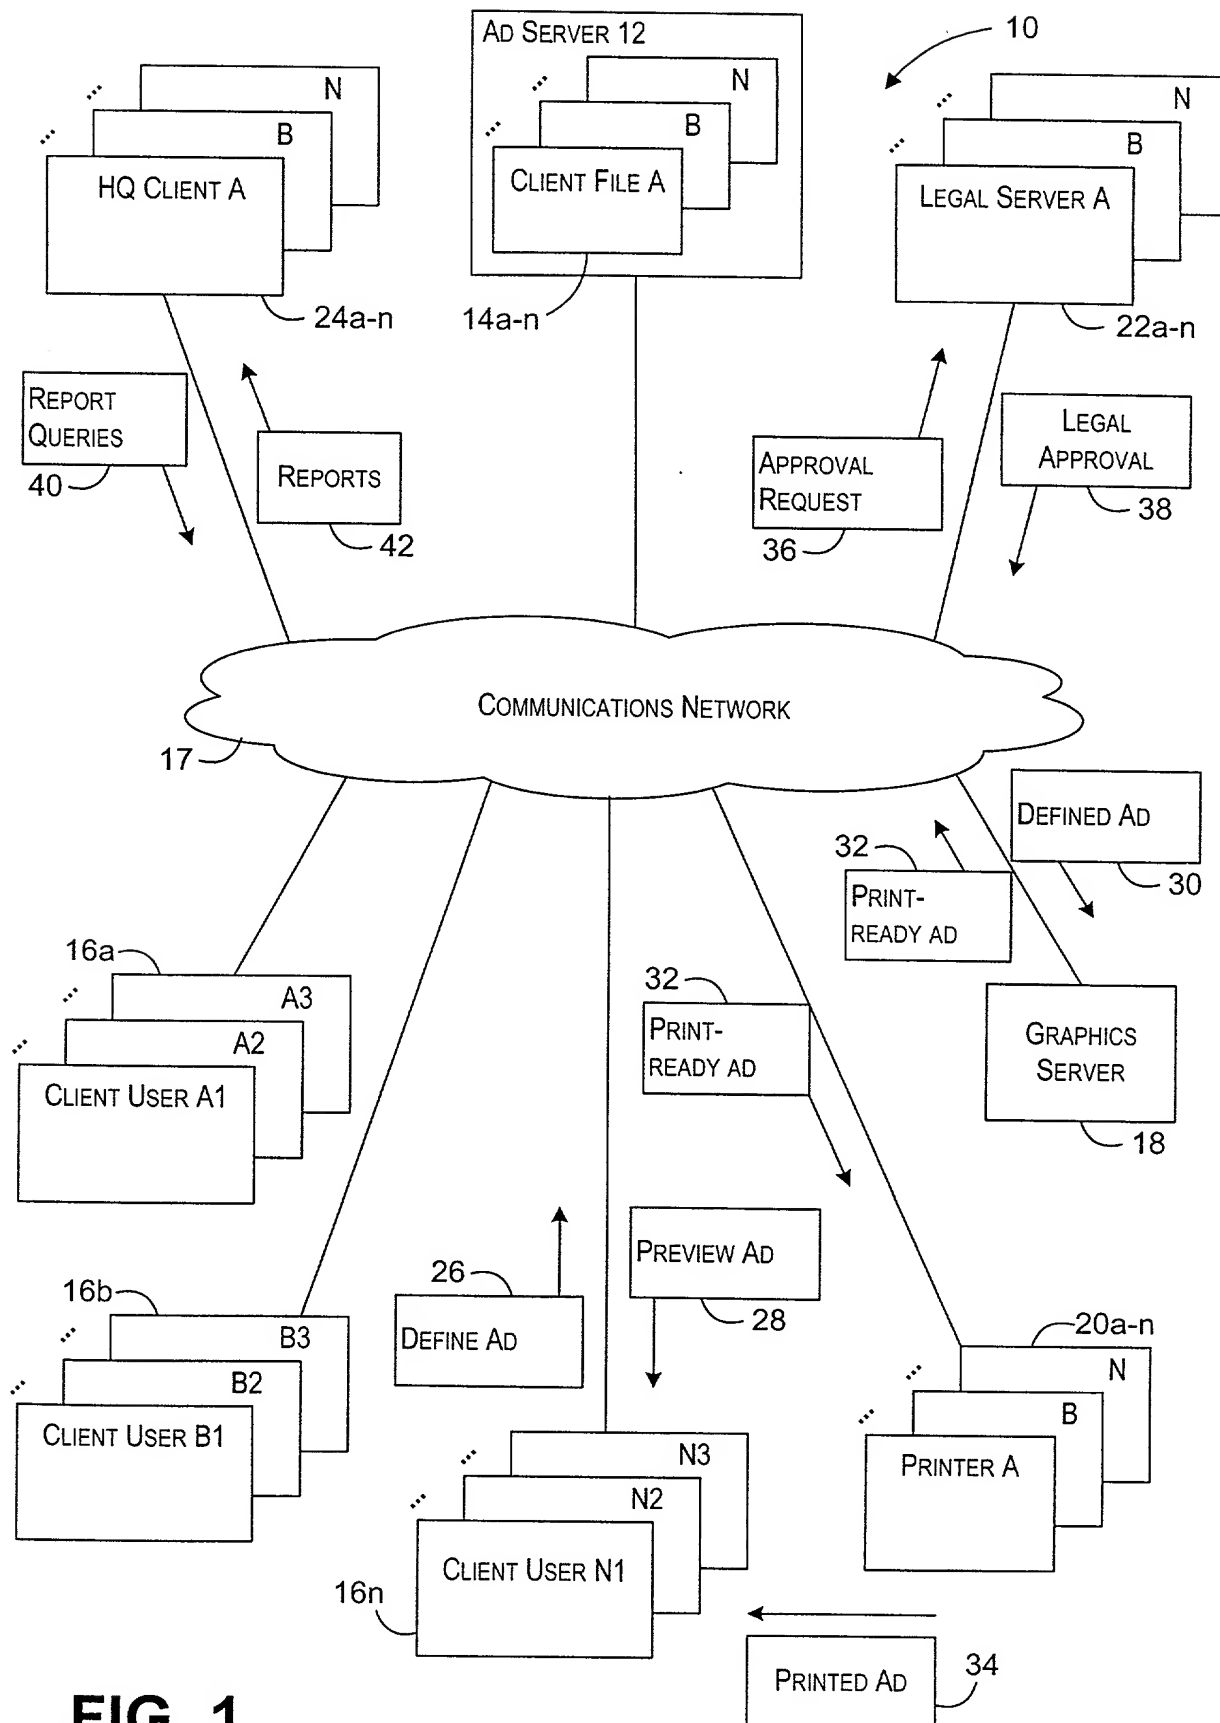 AD SERVER 12
10
N
B
HQ CLIENT A
24a-n
N
B
CLIENT FILE A
14a-n
N
B
LEGAL SERVER A
22a-n
REPORT
QUERIES
40
REPORTS
42
APPROVAL
REQUEST
36
LEGAL
APPROVAL
38
COMMUNICATIONS NETWORK
17
DEFINED AD
30
32
PRINT-
READY AD
GRAPHICS
SERVER
18
16a
A3
A2
CLIENT USER A1
32
PRINT-
READY AD
PREVIEW AD
28
26
DEFINE AD
16b
B3
B2
CLIENT USER B1
N3
N2
CLIENT USER N1
16n
20a-n
N
B
PRINTER A
PRINTED AD
34
FIG. 1